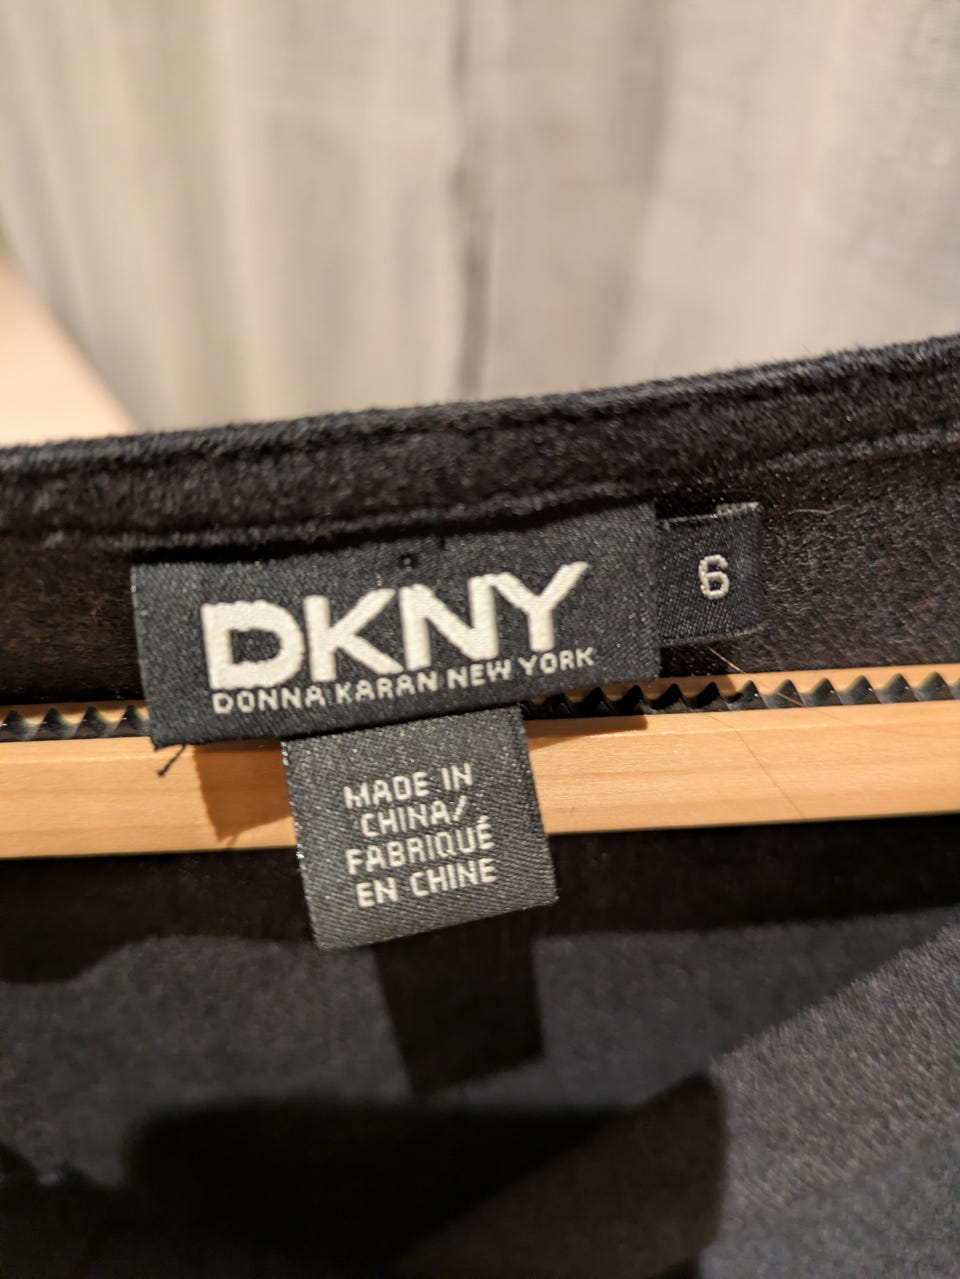 DKNY
DONNA KARAN NEW YORK
6
MADE IN
CHINA/
FABRIQUÉ
EN CHINE